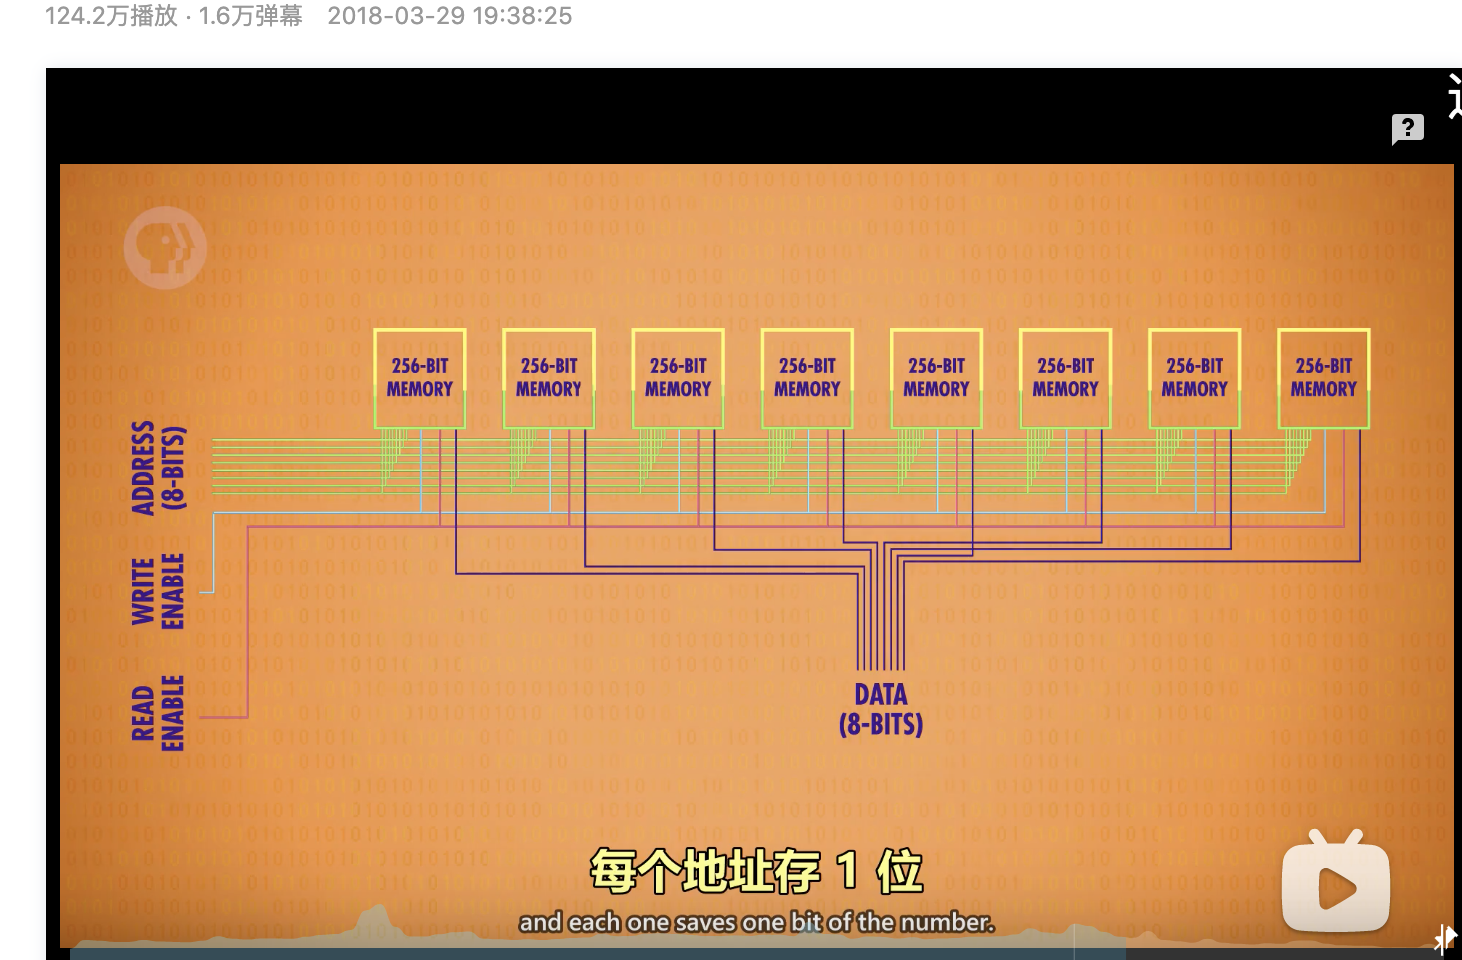 124.2万播放 · 1.6万弹幕 2018-03-29 19:38:25
?
256-BIT
MEMORY
256-BIT
MEMORY
256-BIT
MEMORY
256-BIT
MEMORY
256-BIT
MEMORY
256-BIT
MEMORY
256-BIT
MEMORY
256-BIT
MEMORY
ADDRESS
(8-BITS)
WRITE
ENABLE
READ
ENABLE
DATA
(8-BITS)
每个地址存 1 位
and each one saves one bit of the number.